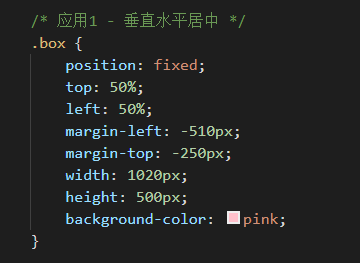 /* 应用1 - 垂直水平居中 */
.box {
    position: fixed;
    top: 50%;
    left: 50%;
    margin-left: -510px;
    margin-top: -250px;
    width: 1020px;
    height: 500px;
    background-color: pink;
}